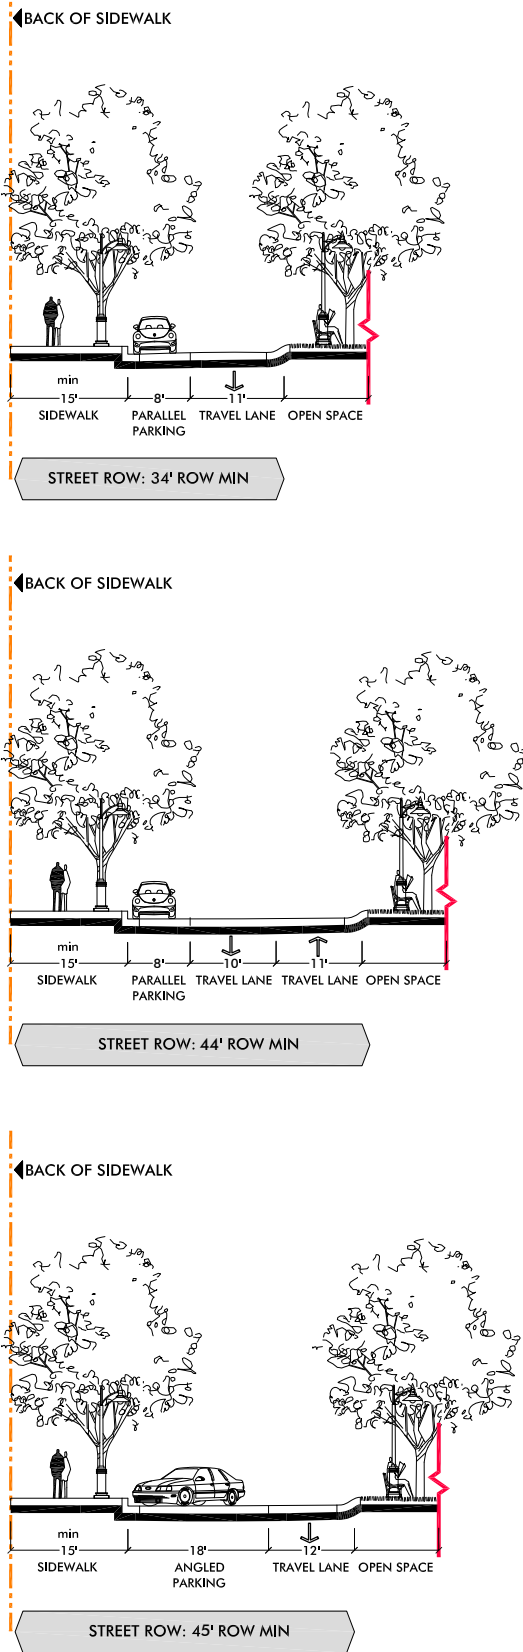 BACK OF SIDEWALK
min
15' 8' 11'
SIDEWALK PARALLEL PARKING TRAVEL LANE OPEN SPACE
STREET ROW: 34' ROW MIN
BACK OF SIDEWALK
min
15' 8' 10' 11'
SIDEWALK PARALLEL PARKING TRAVEL LANE TRAVEL LANE OPEN SPACE
STREET ROW: 44' ROW MIN
BACK OF SIDEWALK
min
15' 18' 12'
SIDEWALK ANGLED PARKING TRAVEL LANE OPEN SPACE
STREET ROW: 45' ROW MIN